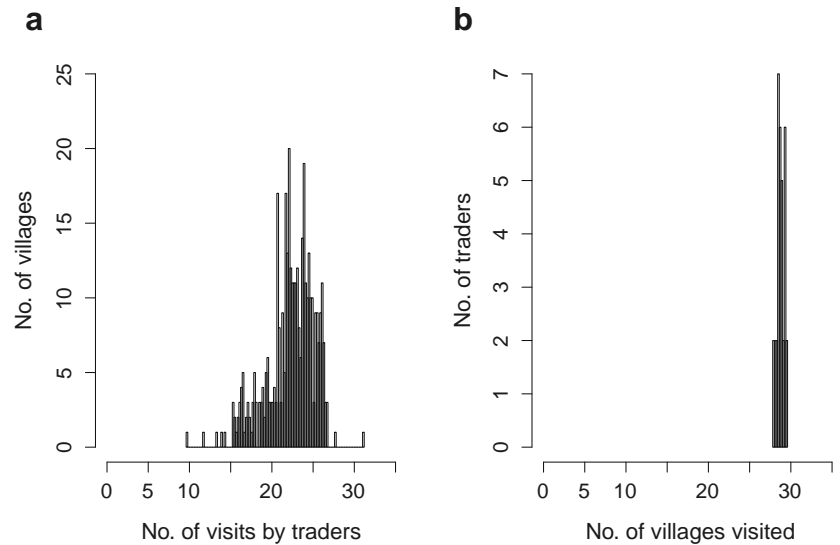 a
25
20
15
10
5
0
No. of villages
0 5 10 20 30
No. of visits by traders
b
7
6
5
4
3
2
1
0
No. of traders
0 5 10 20 30
No. of villages visited